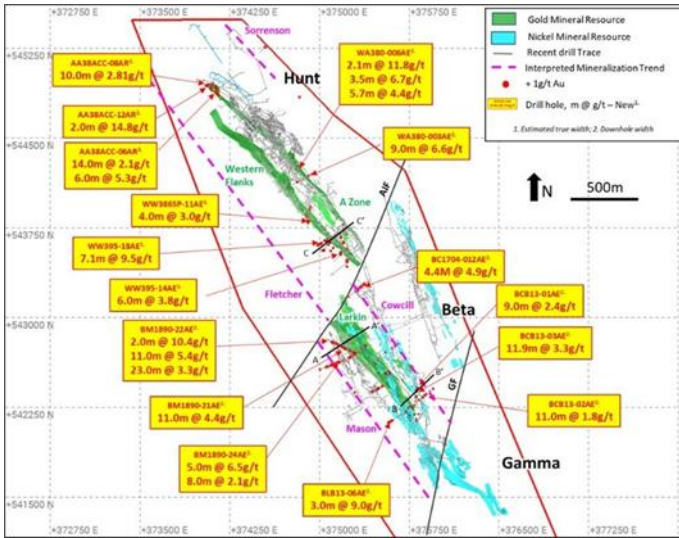 +372750 E
+373500 E
+374250 E
+375000 E
+375750 E
+545250 N
+544500 N
+543750 N
+543000 N
+542250 N
+541500 N
Gold Mineral Resource
Nickel Mineral Resource
Recent drill Trace
Interpreted Mineralization Trend
+ 1g/t Au
Drill hole, m @ g/t – New
1. Estimated true width; 2. Downhole width
N
500m
Sorrenson
Hunt
AA38ACC-08AR
10.0m @ 2.81g/t
AA38ACC-12AR
2.0m @ 14.8g/t
AA38ACC-06AR
14.0m @ 2.1g/t
6.0m @ 5.3g/t
WA380-006AE
2.1m @ 11.8g/t
3.5m @ 6.7g/t
5.7m @ 4.4g/t
WA380-003AE
9.0m @ 6.6g/t
Western
Flanks
A Zone
AIF
WW386SP-11AE
4.0m @ 3.0g/t
C'
C
WW395-18AE
7.1m @ 9.5g/t
WW395-14AE
6.0m @ 3.8g/t
BC1704-012AE
4.4M @ 4.9g/t
Fletcher
Cowcill
Beta
Larkin
BCB13-01AE
9.0m @ 2.4g/t
BM1890-22AE
2.0m @ 10.4g/t
11.0m @ 5.4g/t
23.0m @ 3.3g/t
A'
A
BCB13-03AE
11.9m @ 3.3g/t
B'
B
GF
BM1890-21AE
11.0m @ 4.4g/t
BCB13-02AE
11.0m @ 1.8g/t
Mason
BM1890-24AE
5.0m @ 6.5g/t
8.0m @ 2.1g/t
BLB13-06AE
3.0m @ 9.0g/t
Gamma
+372750 E
+373500 E
+374250 E
+375000 E
+375750 E
+376500 E
+377250 E